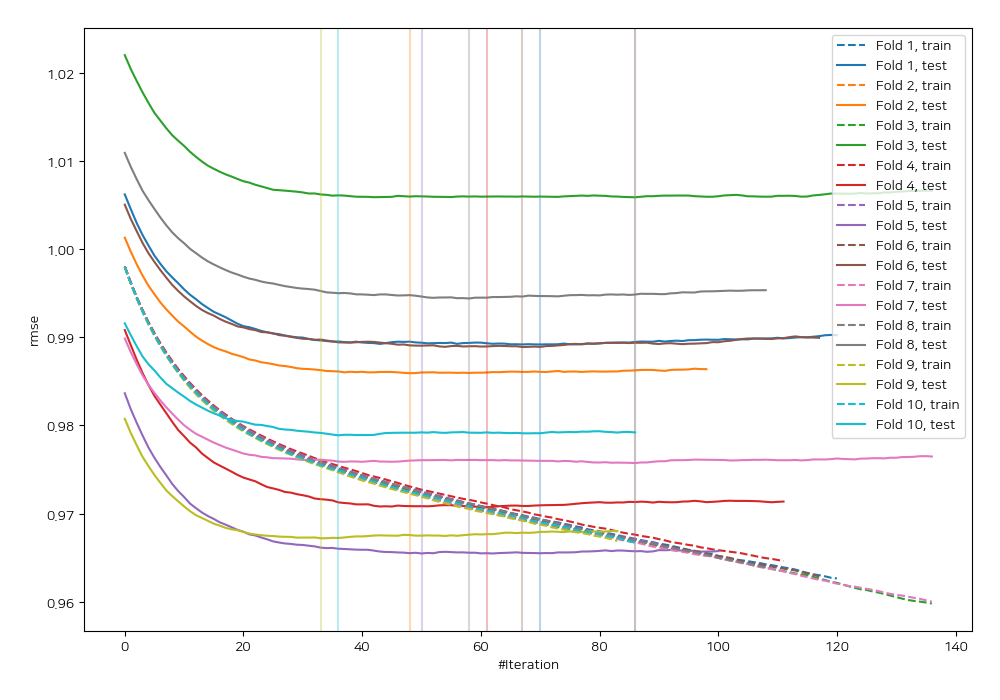 1,02
1,01
1,00
0,99
0,98
0,97
0,96
rmse
0
20
40
60
80
100
120
140
#Iteration
Fold 1, train
Fold 1, test
Fold 2, train
Fold 2, test
Fold 3, train
Fold 3, test
Fold 4, train
Fold 4, test
Fold 5, train
Fold 5, test
Fold 6, train
Fold 6, test
Fold 7, train
Fold 7, test
Fold 8, train
Fold 8, test
Fold 9, train
Fold 9, test
Fold 10, train
Fold 10, test